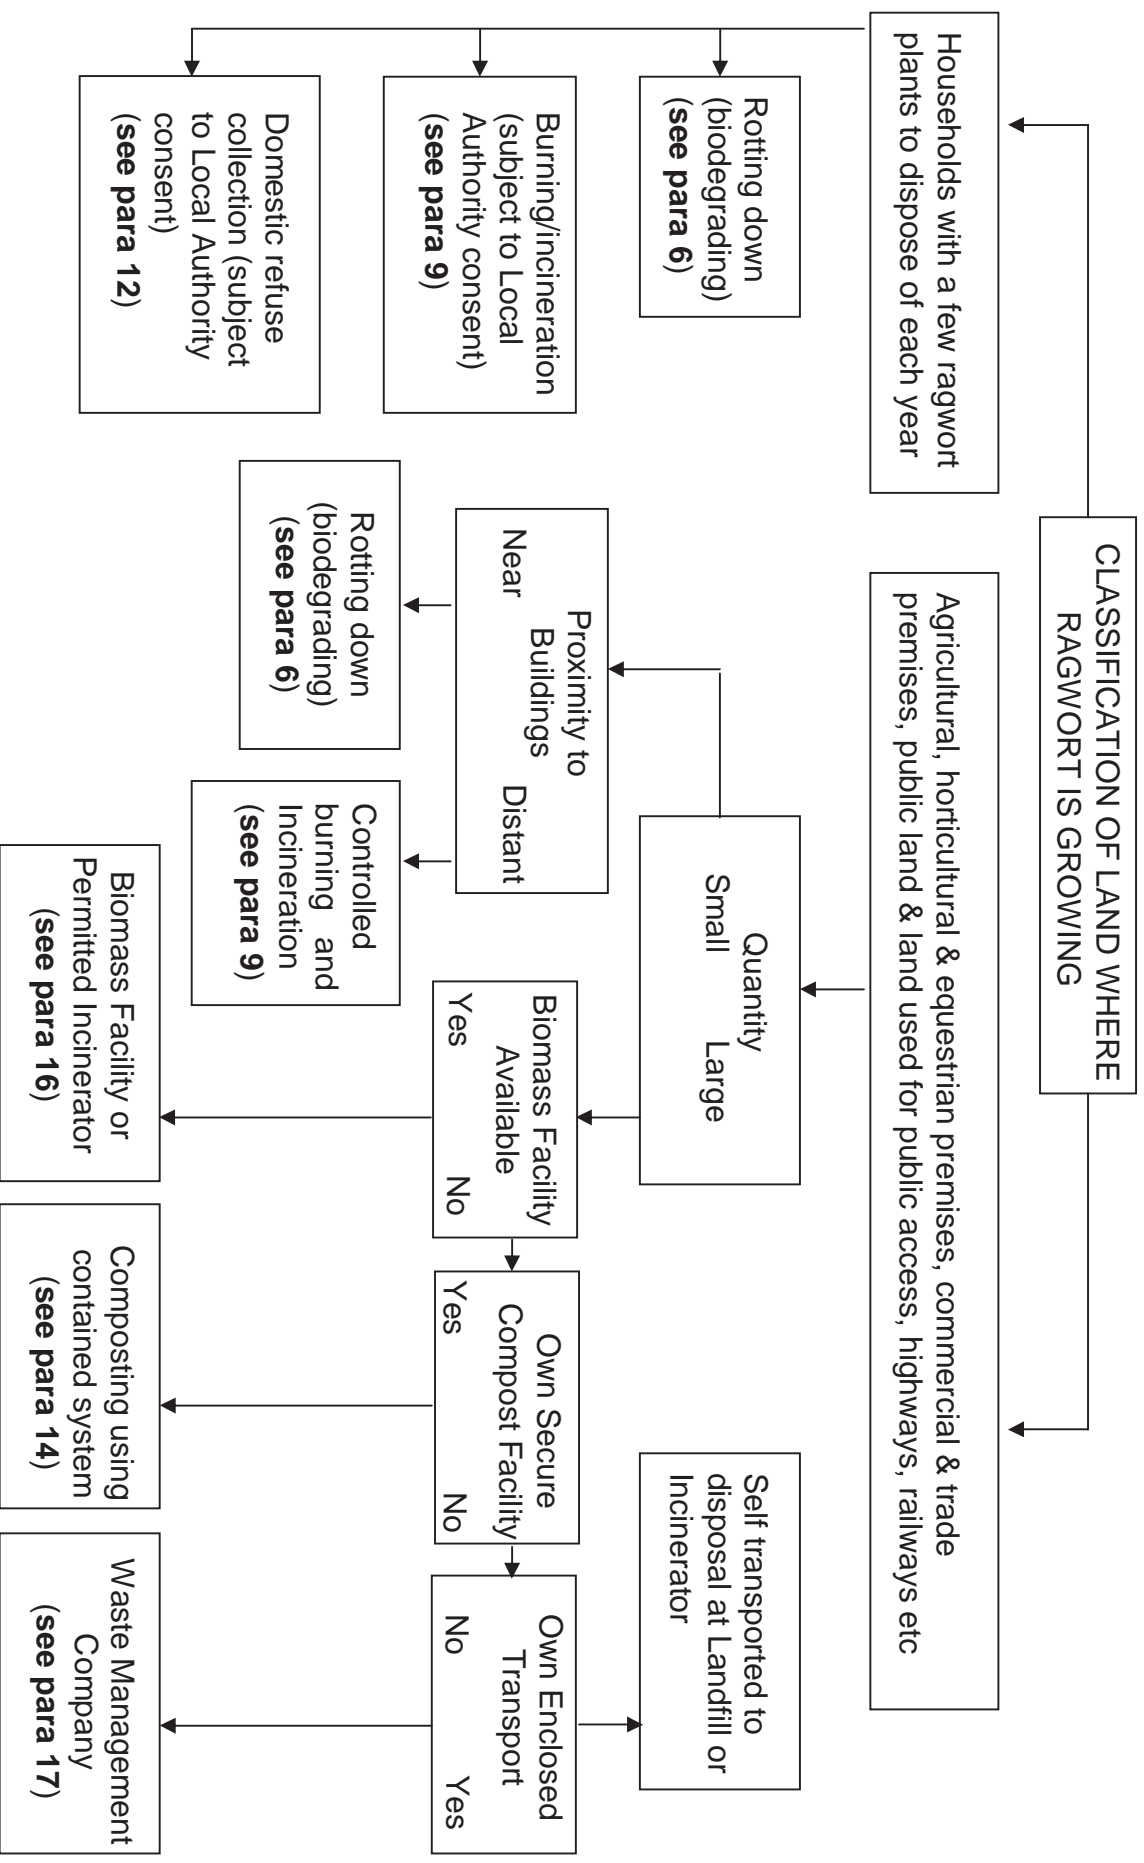 CLASSIFICATION OF LAND WHERE
RAGWORT IS GROWING
Households with a few ragwort
plants to dispose of each year
Agricultural, horticultural & equestrian premises, commercial & trade
premises, public land & land used for public access, highways, railways etc
Rotting down
(biodegrading)
(see para 6)
Burning/incineration
(subject to Local
Authority consent)
(see para 9)
Domestic refuse
collection (subject
to Local Authority
consent)
(see para 12)
Quantity
Small Large
Proximity to
Buildings
Near Distant
Rotting down
(biodegrading)
(see para 6)
Controlled
burning and
Incineration
(see para 9)
Biomass Facility
Available
Yes No
Biomass Facility or
Permitted Incinerator
(see para 16)
Own Secure
Compost Facility
Yes No
Composting using
contained system
(see para 14)
Self transported to
disposal at Landfill or
Incinerator
Own Enclosed
Transport
No Yes
Waste Management
Company
(see para 17)